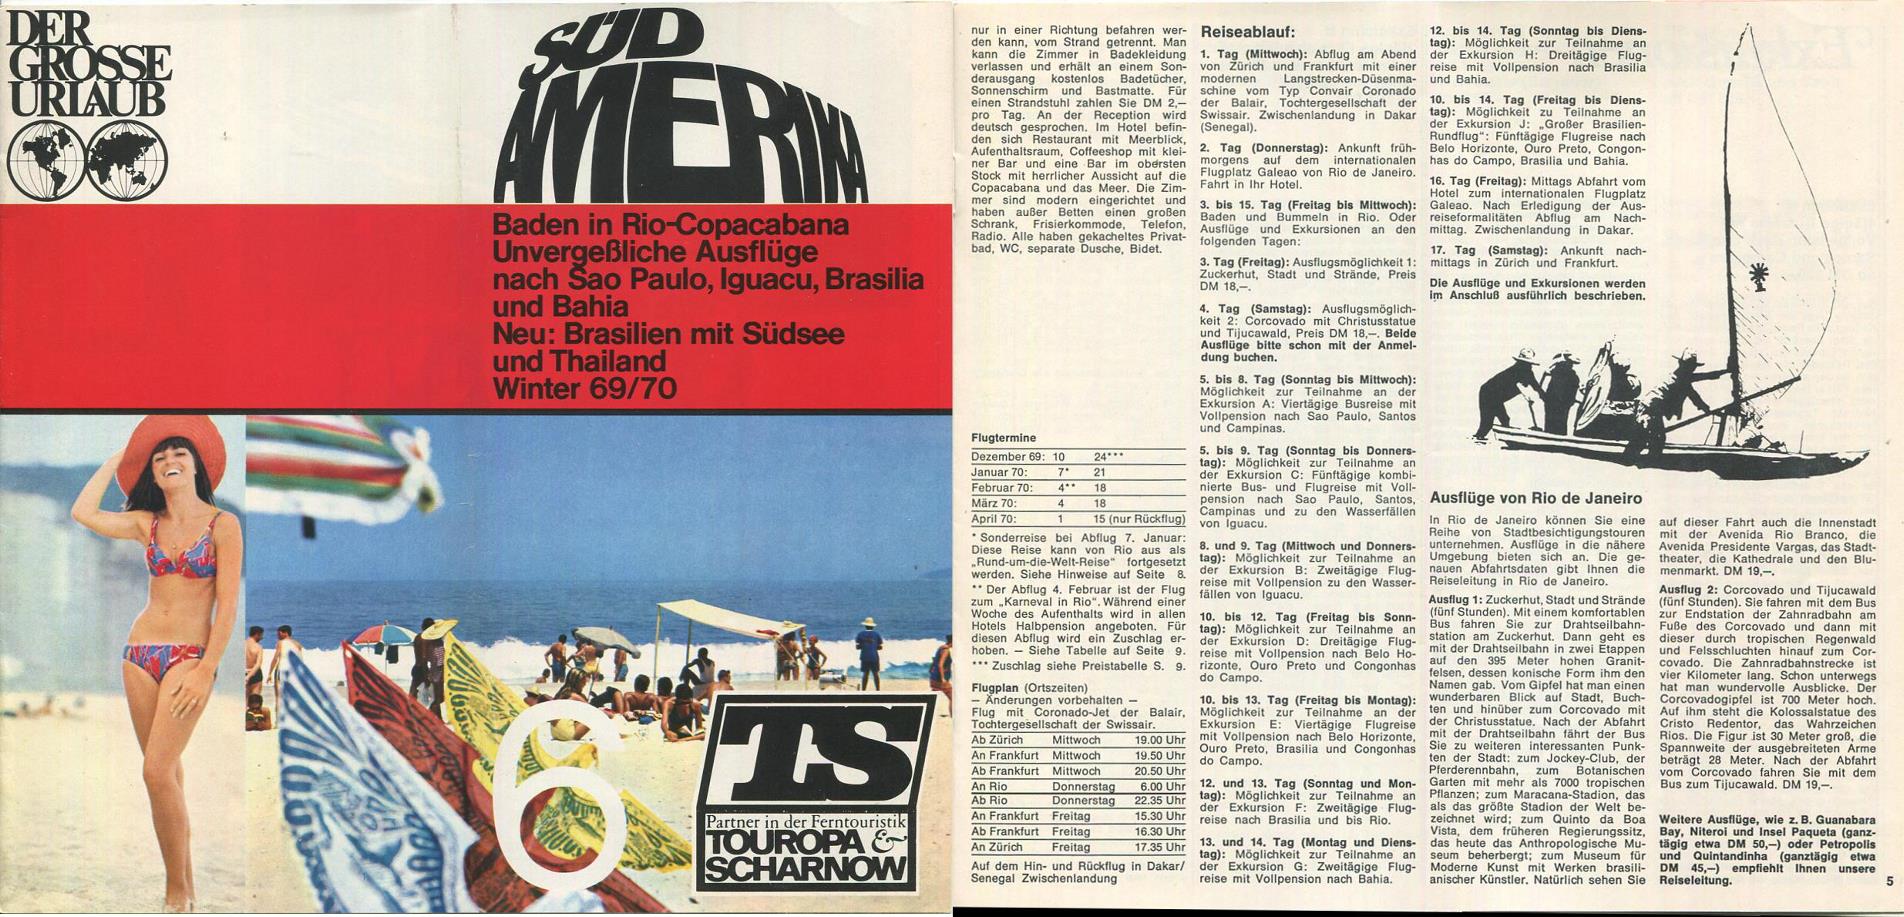 DER
GROSSE
URLAUB
SÜD
AMERIKA
Baden in Rio-Copacabana
Unvergeßliche Ausflüge
nach Sao Paulo, Iguacu, Brasilia
und Bahia
Neu: Brasilien mit Südsee
und Thailand
Winter 69/70
6
TS
Partner in der Ferntouristik
TOUROPA &
SCHARNOW
nur in einer Richtung befahren wer-
den kann, vom Strand getrennt. Man
kann die Zimmer in Badekleidung
verlassen und erhält an einem Son-
derausgang kostenlos Badetücher,
Sonnenschirm und Bastmatte. Für
einen Strandstuhl zahlen Sie DM 2,—
pro Tag. An der Reception wird
deutsch gesprochen. Im Hotel befin-
den sich Restaurant mit Meerblick,
Aufenthaltsraum, Coffeeshop mit klei-
ner Bar und eine Bar im obersten
Stock mit herrlicher Aussicht auf die
Copacabana und das Meer. Die Zim-
mer sind modern eingerichtet und
haben außer Betten einen großen
Schrank, Frisierkommode, Telefon,
Radio. Alle haben gekacheltes Privat-
bad, WC, separate Dusche, Bidet.
Flugtermine
Dezember 69: 10 24***
Januar 70: 7* 21
Februar 70: 4** 18
März 70: 4 18
April 70: 1 15 (nur Rückflug)
* Sonderreise bei Abflug 7. Januar:
Diese Reise kann von Rio aus als
„Rund-um-die-Welt-Reise" fortgesetzt
werden. Siehe Hinweise auf Seite 8.
** Der Abflug 4. Februar ist der Flug
zum „Karneval in Rio". Während einer
Woche des Aufenthalts wird in allen
Hotels Halbpension angeboten. Für
diesen Abflug wird ein Zuschlag er-
hoben. — Siehe Tabelle auf Seite 9.
*** Zuschlag siehe Preistabelle S. 9.
Flugplan (Ortszeiten)
— Änderungen vorbehalten —
Flug mit Coronado-Jet der Balair,
Tochtergesellschaft der Swissair.
Ab Zürich Mittwoch 19.00 Uhr
An Frankfurt Mittwoch 19.50 Uhr
Ab Frankfurt Mittwoch 20.50 Uhr
An Rio Donnerstag 6.00 Uhr
Ab Rio Donnerstag 22.35 Uhr
An Frankfurt Freitag 15.30 Uhr
Ab Frankfurt Freitag 16.30 Uhr
An Zürich Freitag 17.35 Uhr
Auf dem Hin- und Rückflug in Dakar/
Senegal Zwischenlandung
Reiseablauf:
1. Tag (Mittwoch): Abflug am Abend
von Zürich und Frankfurt mit einer
modernen Langstrecken-Düsenma-
schine vom Typ Convair Coronado
der Balair, Tochtergesellschaft der
Swissair. Zwischenlandung in Dakar
(Senegal).
2. Tag (Donnerstag): Ankunft früh-
morgens auf dem internationalen
Flugplatz Galeao von Rio de Janeiro.
Fahrt in Ihr Hotel.
3. bis 15. Tag (Freitag bis Mittwoch):
Baden und Bummeln in Rio. Oder
Ausflüge und Exkursionen an den
folgenden Tagen:
3. Tag (Freitag): Ausflugsmöglichkeit 1:
Zuckerhut, Stadt und Strände, Preis
DM 18,—.
4. Tag (Samstag): Ausflugsmöglich-
keit 2: Corcovado mit Christusstatue
und Tijucawald, Preis DM 18,—. Beide
Ausflüge bitte schon mit der Anmel-
dung buchen.
5. bis 8. Tag (Sonntag bis Mittwoch):
Möglichkeit zur Teilnahme an der
Exkursion A: Viertägige Busreise mit
Vollpension nach Sao Paulo, Santos
und Campinas.
5. bis 9. Tag (Sonntag bis Donners-
tag): Möglichkeit zur Teilnahme an
der Exkursion C: Fünftägige kombi-
nierte Bus- und Flugreise mit Voll-
pension nach Sao Paulo, Santos,
Campinas und zu den Wasserfällen
von Iguacu.
8. und 9. Tag (Mittwoch und Donners-
tag): Möglichkeit zur Teilnahme an
der Exkursion B: Zweitägige Flug-
reise mit Vollpension zu den Wasser-
fällen von Iguacu.
10. bis 12. Tag (Freitag bis Sonn-
tag): Möglichkeit zur Teilnahme an
der Exkursion D: Dreitägige Flug-
reise mit Vollpension nach Belo Ho-
rizonte, Ouro Preto und Congonhas
do Campo.
10. bis 13. Tag (Freitag bis Montag):
Möglichkeit zur Teilnahme an der
Exkursion E: Viertägige Flugreise
mit Vollpension nach Belo Horizonte,
Ouro Preto, Brasilia und Congonhas
do Campo.
12. und 13. Tag (Sonntag und Mon-
tag): Möglichkeit zur Teilnahme an
der Exkursion F: Zweitägige Flug-
reise nach Brasilia und bis Rio.
13. und 14. Tag (Montag und Diens-
tag): Möglichkeit zur Teilnahme an
der Exkursion G: Zweitägige Flug-
reise mit Vollpension nach Bahia.
12. bis 14. Tag (Sonntag bis Diens-
tag): Möglichkeit zur Teilnahme an
der Exkursion H: Dreitägige Flug-
reise mit Vollpension nach Brasilia
und Bahia.
10. bis 14. Tag (Freitag bis Diens-
tag): Möglichkeit zu Teilnahme an
der Exkursion J: „Großer Brasilien-
Rundflug": Fünftägige Flugreise nach
Belo Horizonte, Ouro Preto, Congon-
has do Campo, Brasilia und Bahia.
16. Tag (Freitag): Mittags Abfahrt vom
Hotel zum internationalen Flugplatz
Galeao. Nach Erledigung der Aus-
reiseformalitäten Abflug am Nach-
mittag. Zwischenlandung in Dakar.
17. Tag (Samstag): Ankunft nach-
mittags in Zürich und Frankfurt.
Die Ausflüge und Exkursionen werden
im Anschluß ausführlich beschrieben.
Ausflüge von Rio de Janeiro
In Rio de Janeiro können Sie eine
Reihe von Stadtbesichtigungstouren
unternehmen. Ausflüge in die nähere
Umgebung bieten sich an. Die ge-
nauen Abfahrtsdaten gibt Ihnen die
Reiseleitung in Rio de Janeiro.
Ausflug 1: Zuckerhut, Stadt und Strände
(fünf Stunden). Mit einem komfortablen
Bus fahren Sie zur Drahtseilbahn-
station am Zuckerhut. Dann geht es
mit der Drahtseilbahn in zwei Etappen
auf den 395 Meter hohen Granit-
felsen, dessen konische Form ihm den
Namen gab. Vom Gipfel hat man einen
wunderbaren Blick auf Stadt, Buch-
ten und hinüber zum Corcovado mit
der Christusstatue. Nach der Abfahrt
mit der Drahtseilbahn fährt der Bus
Sie zu weiteren interessanten Punk-
ten der Stadt: zum Jockey-Club, der
Pferderennbahn, zum Botanischen
Garten mit mehr als 7000 tropischen
Pflanzen; zum Maracana-Stadion, das
als das größte Stadion der Welt be-
zeichnet wird; zum Quinto da Boa
Vista, dem früheren Regierungssitz,
das heute das Anthropologische Mu-
seum beherbergt; zum Museum für
Moderne Kunst mit Werken brasili-
anischer Künstler. Natürlich sehen Sie
auf dieser Fahrt auch die Innenstadt
mit der Avenida Rio Branco, die
Avenida Presidente Vargas, das Stadt-
theater, die Kathedrale und den Blu-
menmarkt. DM 19,—.
Ausflug 2: Corcovado und Tijucawald
(fünf Stunden). Sie fahren mit dem Bus
zur Endstation der Zahnradbahn am
Fuße des Corcovado und dann mit
dieser durch tropischen Regenwald
und Felsschluchten hinauf zum Cor-
covado. Die Zahnradbahnstrecke ist
vier Kilometer lang. Schon unterwegs
hat man wundervolle Ausblicke. Der
Corcovadogipfel ist 700 Meter hoch.
Auf ihm steht die Kolossalstatue des
Cristo Redentor, das Wahrzeichen
Rios. Die Figur ist 30 Meter groß, die
Spannweite der ausgebreiteten Arme
beträgt 28 Meter. Nach der Abfahrt
vom Corcovado fahren Sie mit dem
Bus zum Tijucawald. DM 19,—.
Weitere Ausflüge, wie z. B. Guanabara
Bay, Niteroi und Insel Paqueta (ganz-
tägig etwa DM 50,—) oder Petropolis
und Quintandinha (ganztägig etwa
DM 45,—) empfiehlt Ihnen unsere
Reiseleitung.
5